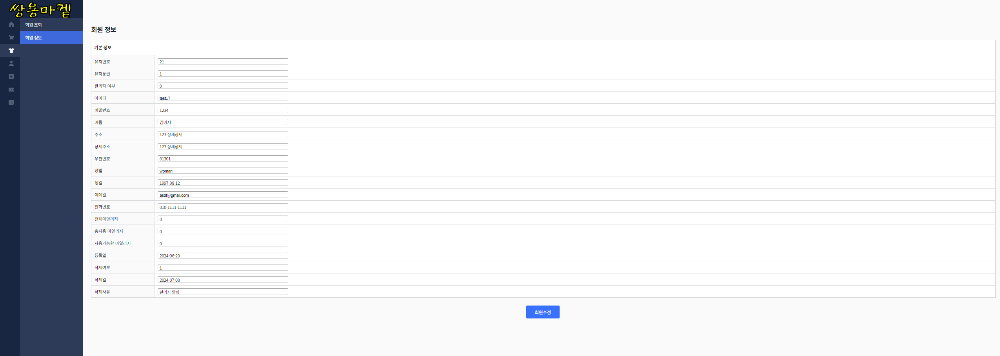 쌍용마켙
회원 조회
회원 정보
회원 정보
기본 정보
유저번호 21
유저등급 1
관리자 여부 0
아이디 test17
비밀번호 1234
이름 김이서
주소 123 상세상세
상세주소 123 상세상세
우편번호 01301
성별 woman
생일 1997-08-12
이메일 asdf@gmail.com
전화번호 010-1111-1111
전체마일리지 0
총사용 마일리지 0
사용가능한 마일리지 0
등록일 2024-06-20
삭제여부 1
삭제일 2024-07-08
삭제사유 관리자 탈퇴
회원수정